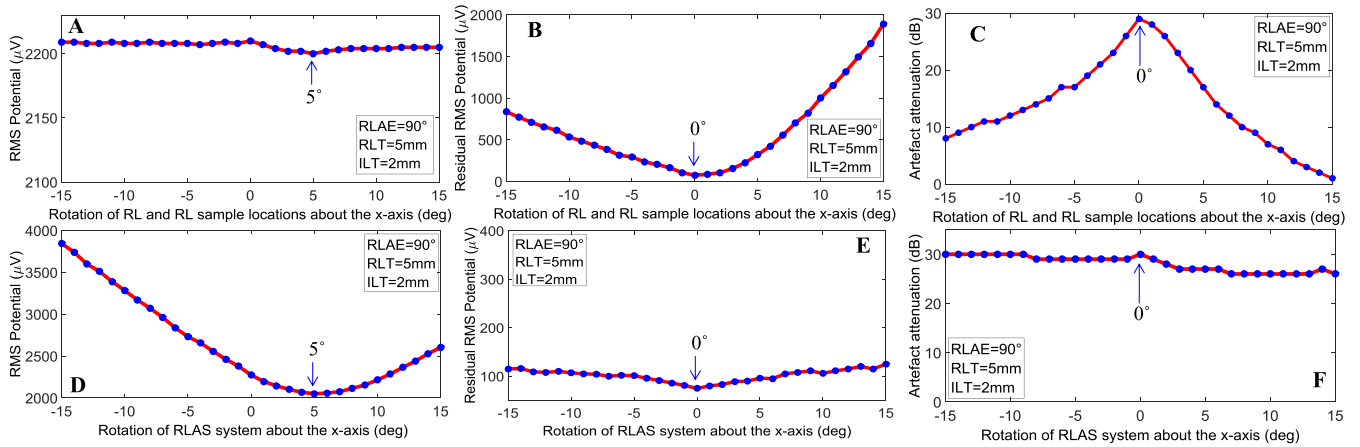 A
RMS Potential (μV)
2200
2100
5°
RLAE=90°
RLT=5mm
ILT=2mm
-15 -10 -5 0 5 10 15
Rotation of RL and RL sample locations about the x-axis (deg)
B
Residual RMS Potential (μV)
2000
1500
1000
500
0
0°
RLAE=90°
RLT=5mm
ILT=2mm
-15 -10 -5 0 5 10 15
Rotation of RL and RL sample locations about the x-axis (deg)
C
Artefact attenuation (dB)
30
20
10
0
0°
RLAE=90°
RLT=5mm
ILT=2mm
-15 -10 -5 0 5 10 15
Rotation of RL and RL sample locations about the x-axis (deg)
D
RMS Potential (μV)
4000
3500
3000
2500
2000
5°
RLAE=90°
RLT=5mm
ILT=2mm
-15 -10 -5 0 5 10 15
Rotation of RLAS system about the x-axis (deg)
E
Residual RMS Potential (μV)
400
300
200
100
0°
RLAE=90°
RLT=5mm
ILT=2mm
-15 -10 -5 0 5 10 15
Rotation of RLAS system about the x-axis (deg)
F
Artefact attenuation (dB)
30
20
10
0
0°
RLAE=90°
RLT=5mm
ILT=2mm
-15 -10 -5 0 5 10 15
Rotation of RLAS system about the x-axis (deg)